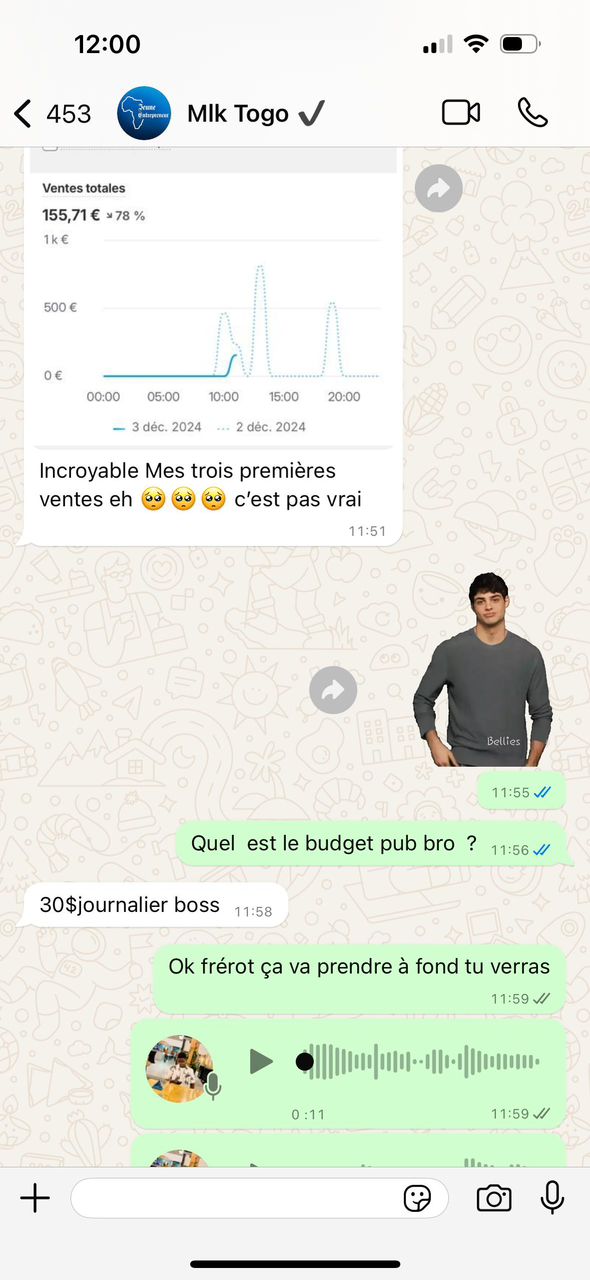 12:00
453
Jeune
Entrepreneur
Mlk Togo
Ventes totales
155,71 € 78 %
1 k €
500 €
0 €
00:00 05:00 10:00 15:00 20:00
3 déc. 2024 2 déc. 2024
Incroyable Mes trois premières
ventes eh 🥺 🥺 🥺 c’est pas vrai
11:51
Bellies
11:55
Quel est le budget pub bro ? 11:56
30$journalier boss 11:58
Ok frérot ça va prendre à fond tu verras
11:59
0 :11 11:59